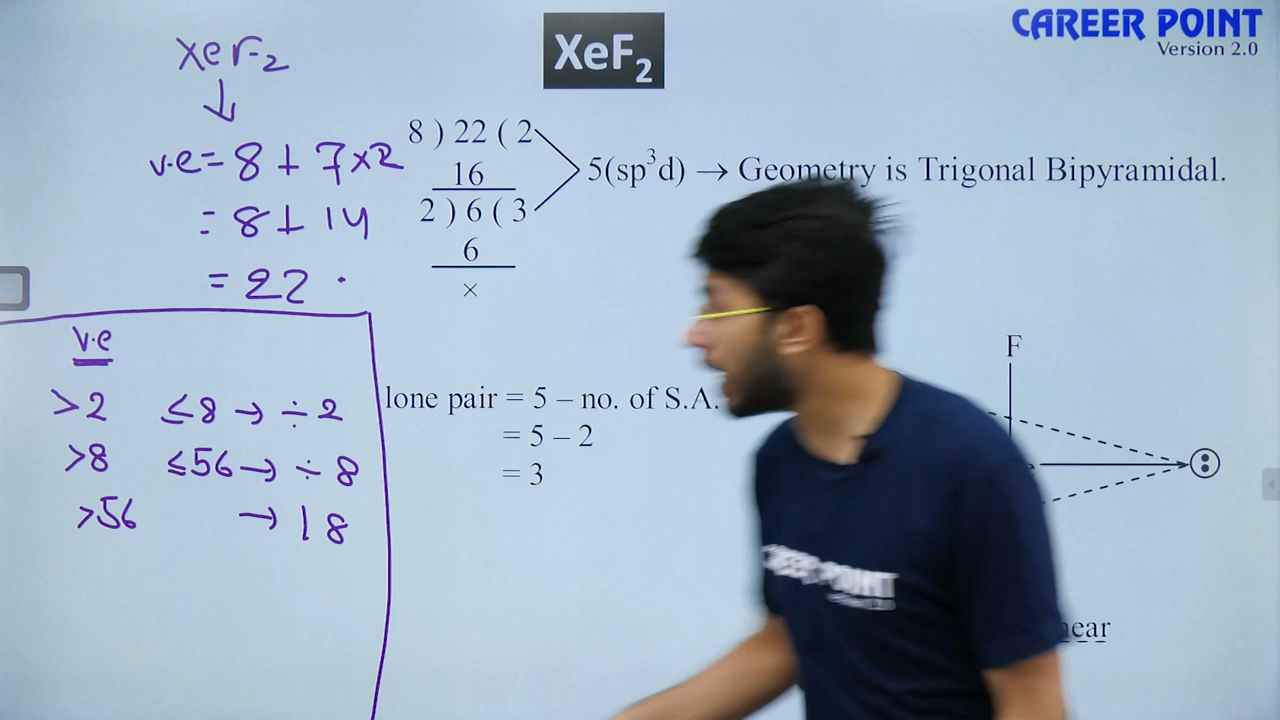 CAREER POINT
Version 2.0
XeF₂
XeF₂
↓
v.e = 8 + 7×2
= 8 + 14
= 22
8 ) 22 ( 2
16
2 ) 6 ( 3
6
×
5(sp³d) → Geometry is Trigonal Bipyramidal.
v.e
>2 ≤8 → ÷2
>8 ≤56 → ÷8
>56 → 18
lone pair = 5 – no. of S.A.
= 5 – 2
= 3
F
CAREER POINT